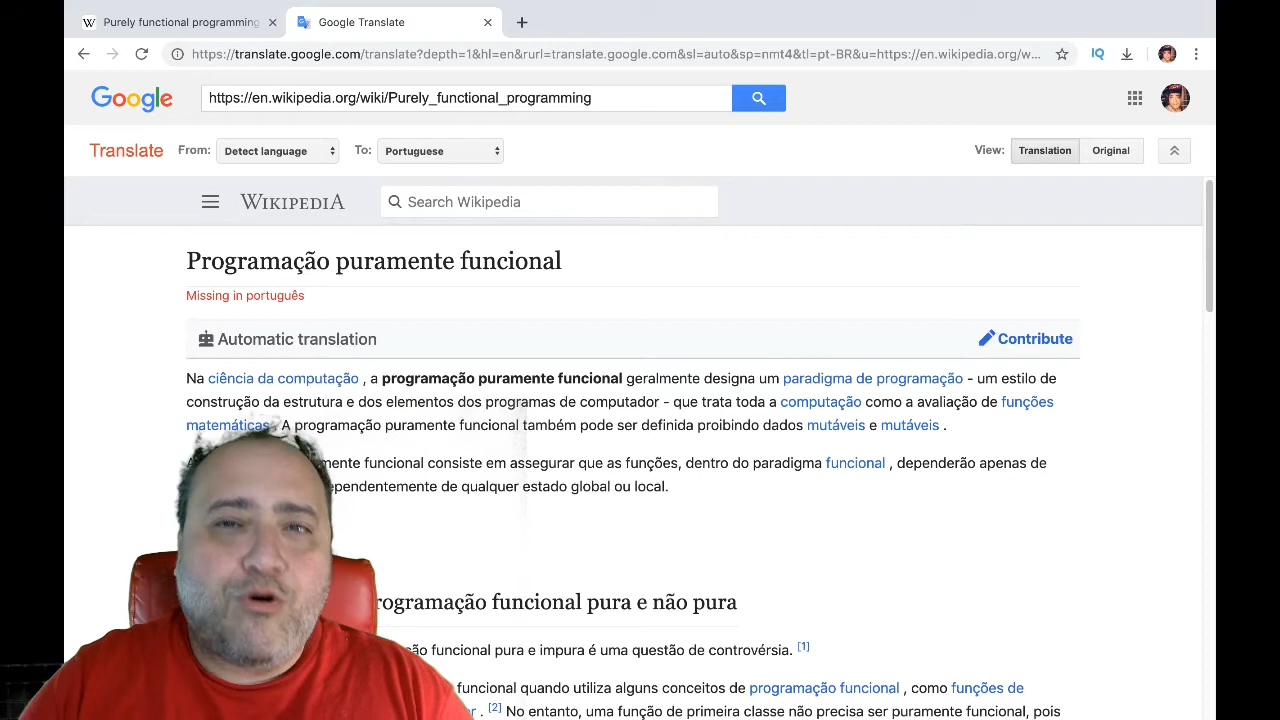 Purely functional programming
Google Translate
https://translate.google.com/translate?depth=1&hl=en&rurl=translate.google.com&sl=auto&sp=nmt4&tl=pt-BR&u=https://en.wikipedia.org/w...
IQ
Google
https://en.wikipedia.org/wiki/Purely_functional_programming
Translate From: Detect language To: Portuguese View: Translation Original
WIKIPEDIA Search Wikipedia
Programação puramente funcional
Missing in português
Automatic translation Contribute
Na ciência da computação , a programação puramente funcional geralmente designa um paradigma de programação - um estilo de
construção da estrutura e dos elementos dos programas de computador - que trata toda a computação como a avaliação de funções
matemáticas . A programação puramente funcional também pode ser definida proibindo dados mutáveis e mutáveis .
funcional consiste em assegurar que as funções, dentro do paradigma funcional , dependerão apenas de
de qualquer estado global ou local.
funcional pura e não pura
funcional pura e impura é uma questão de controvérsia. [1]
funcional quando utiliza alguns conceitos de programação funcional , como funções de
. [2] No entanto, uma função de primeira classe não precisa ser puramente funcional, pois